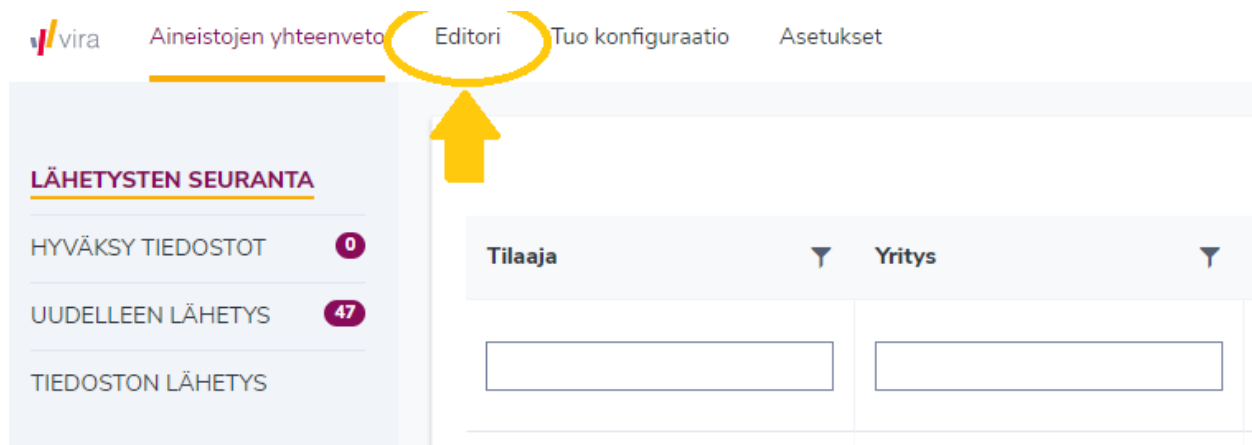 vira Aineistojen yhteenveto Editori Tuo konfiguraatio Asetukset
LÄHETYSTEN SEURANTA
HYVÄKSY TIEDOSTOT 0
UUDELLEEN LÄHETYS 47
TIEDOSTON LÄHETYS
Tilaaja Yritys